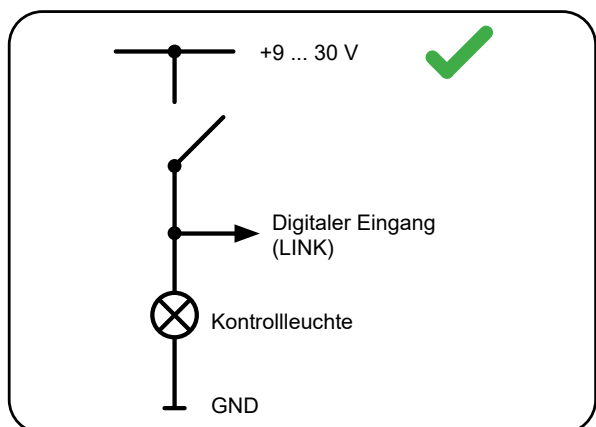 +9 ... 30 V
Digitaler Eingang
(LINK)
Kontrollleuchte
GND